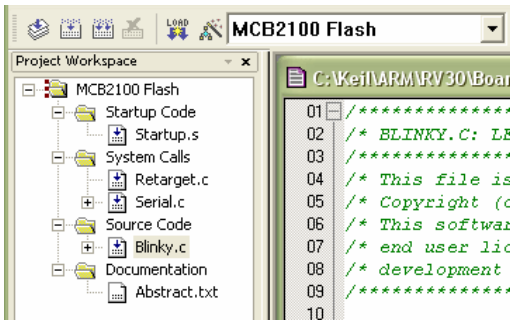 LOAD
MCB2100 Flash
Project Workspace
C:\Keil\ARM\RV30\Boar
MCB2100 Flash
Startup Code
Startup.s
System Calls
Retarget.c
Serial.c
Source Code
Blinky.c
Documentation
Abstract.txt
01 /**************
02 /* BLINKY.C: LE
03 /**************
04 /* This file is
05 /* Copyright (c
06 /* This softwar
07 /* end user lic
08 /* development
09 /**************
10